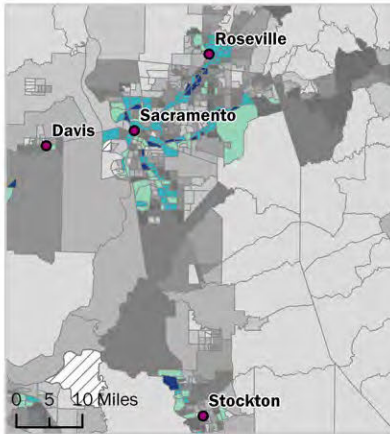 Roseville
Sacramento
Davis
0 5 10 Miles
Stockton